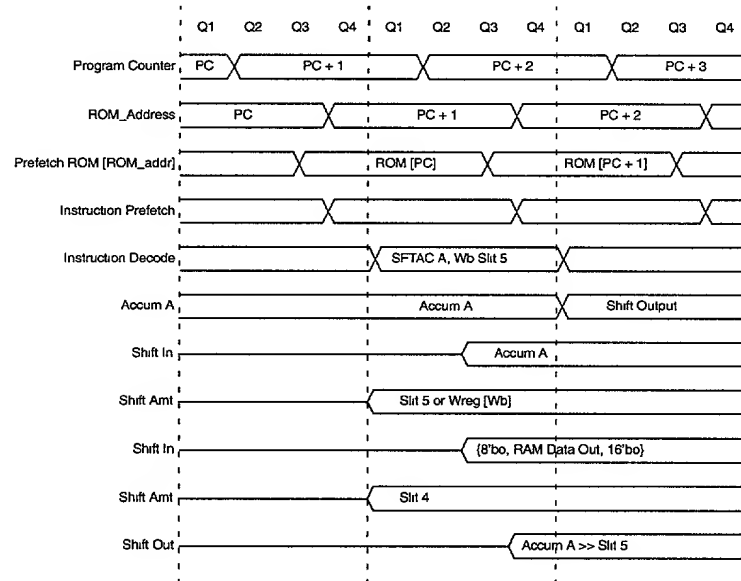 Q1 Q2 Q3 Q4 Q1 Q2 Q3 Q4 Q1 Q2 Q3 Q4
Program Counter PC PC + 1 PC + 2 PC + 3
ROM_Address PC PC + 1 PC + 2
Prefetch ROM [ROM_addr] ROM [PC] ROM [PC + 1]
Instruction Prefetch
Instruction Decode SFTAC A, Wb Slit 5
Accum A Accum A Shift Output
Shift In Accum A
Shift Amt Slit 5 or Wreg [Wb]
Shift In {8'bo, RAM Data Out, 16'bo}
Shift Amt Slit 4
Shift Out Accum A >> Slit 5